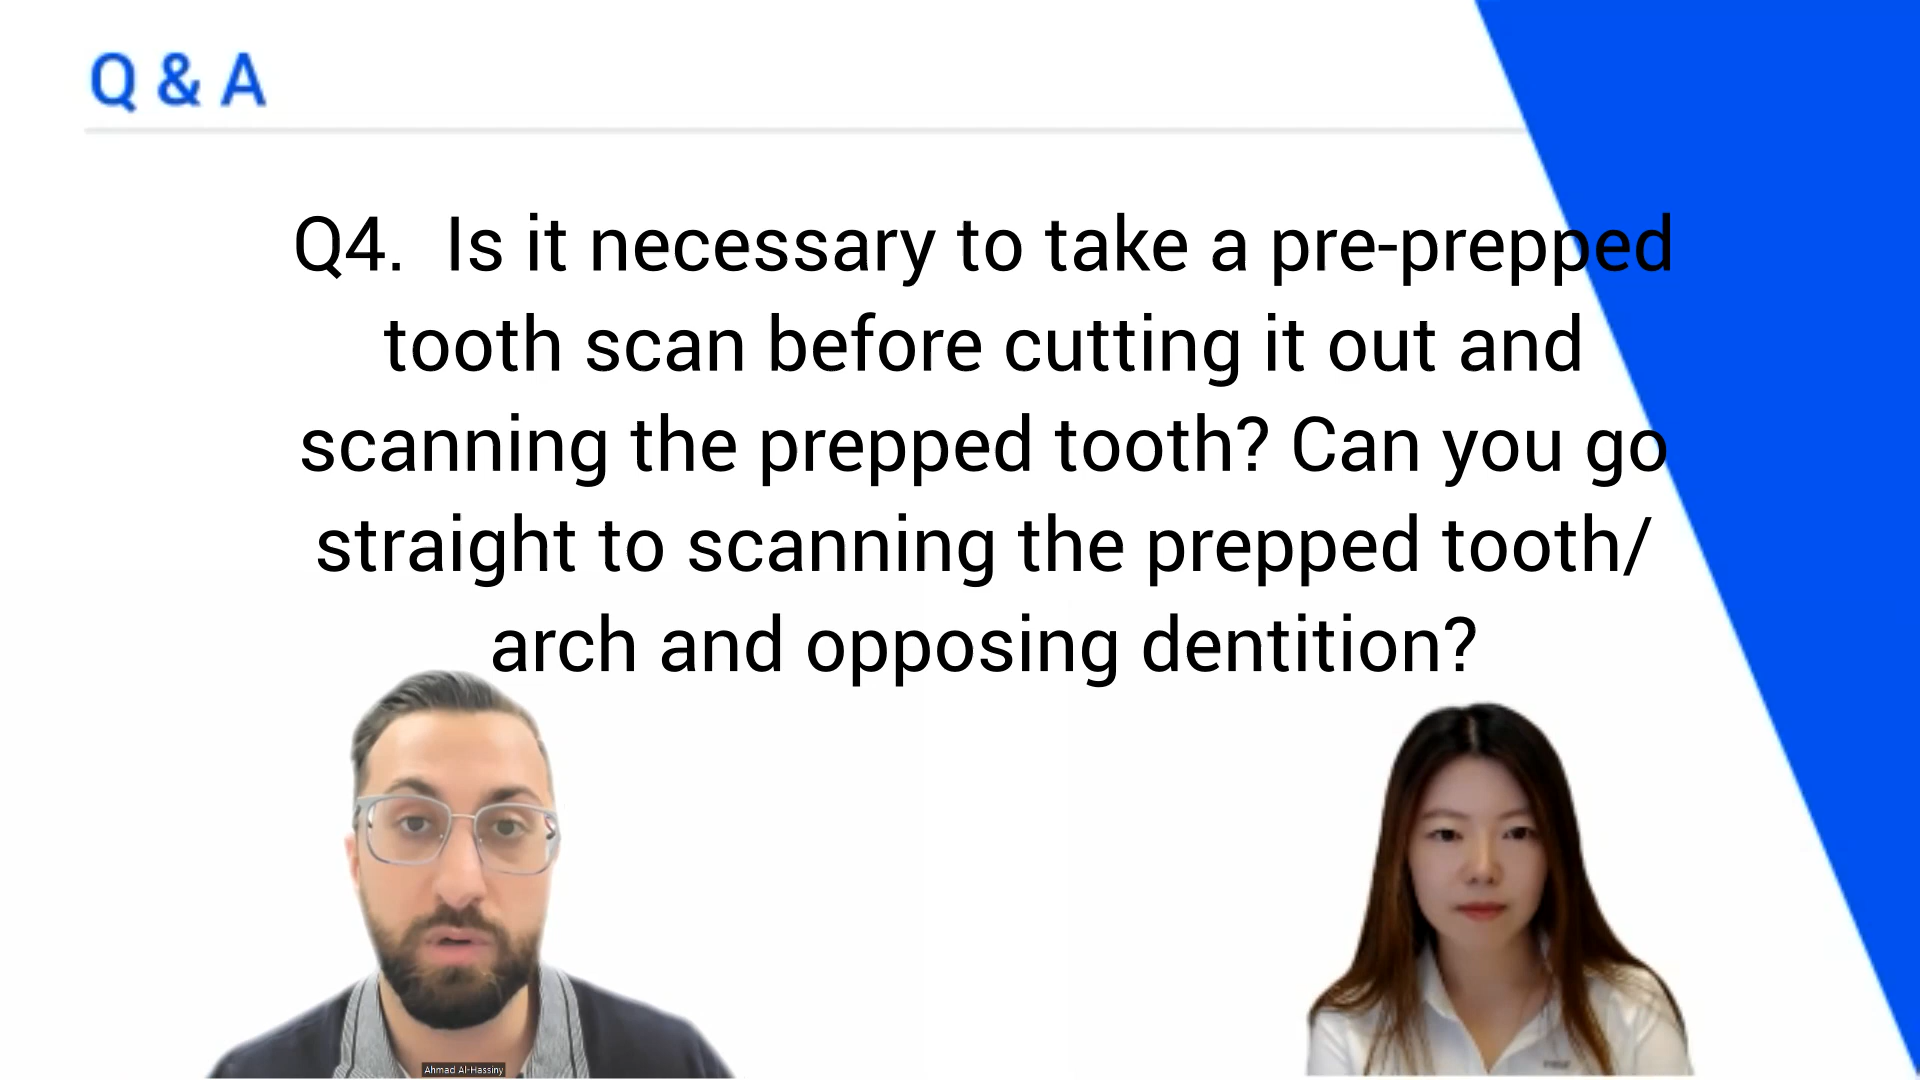 Q & A
Q4. Is it necessary to take a pre-prepped
tooth scan before cutting it out and
scanning the prepped tooth? Can you go
straight to scanning the prepped tooth/
arch and opposing dentition?
Ahmad Al-Hassiny